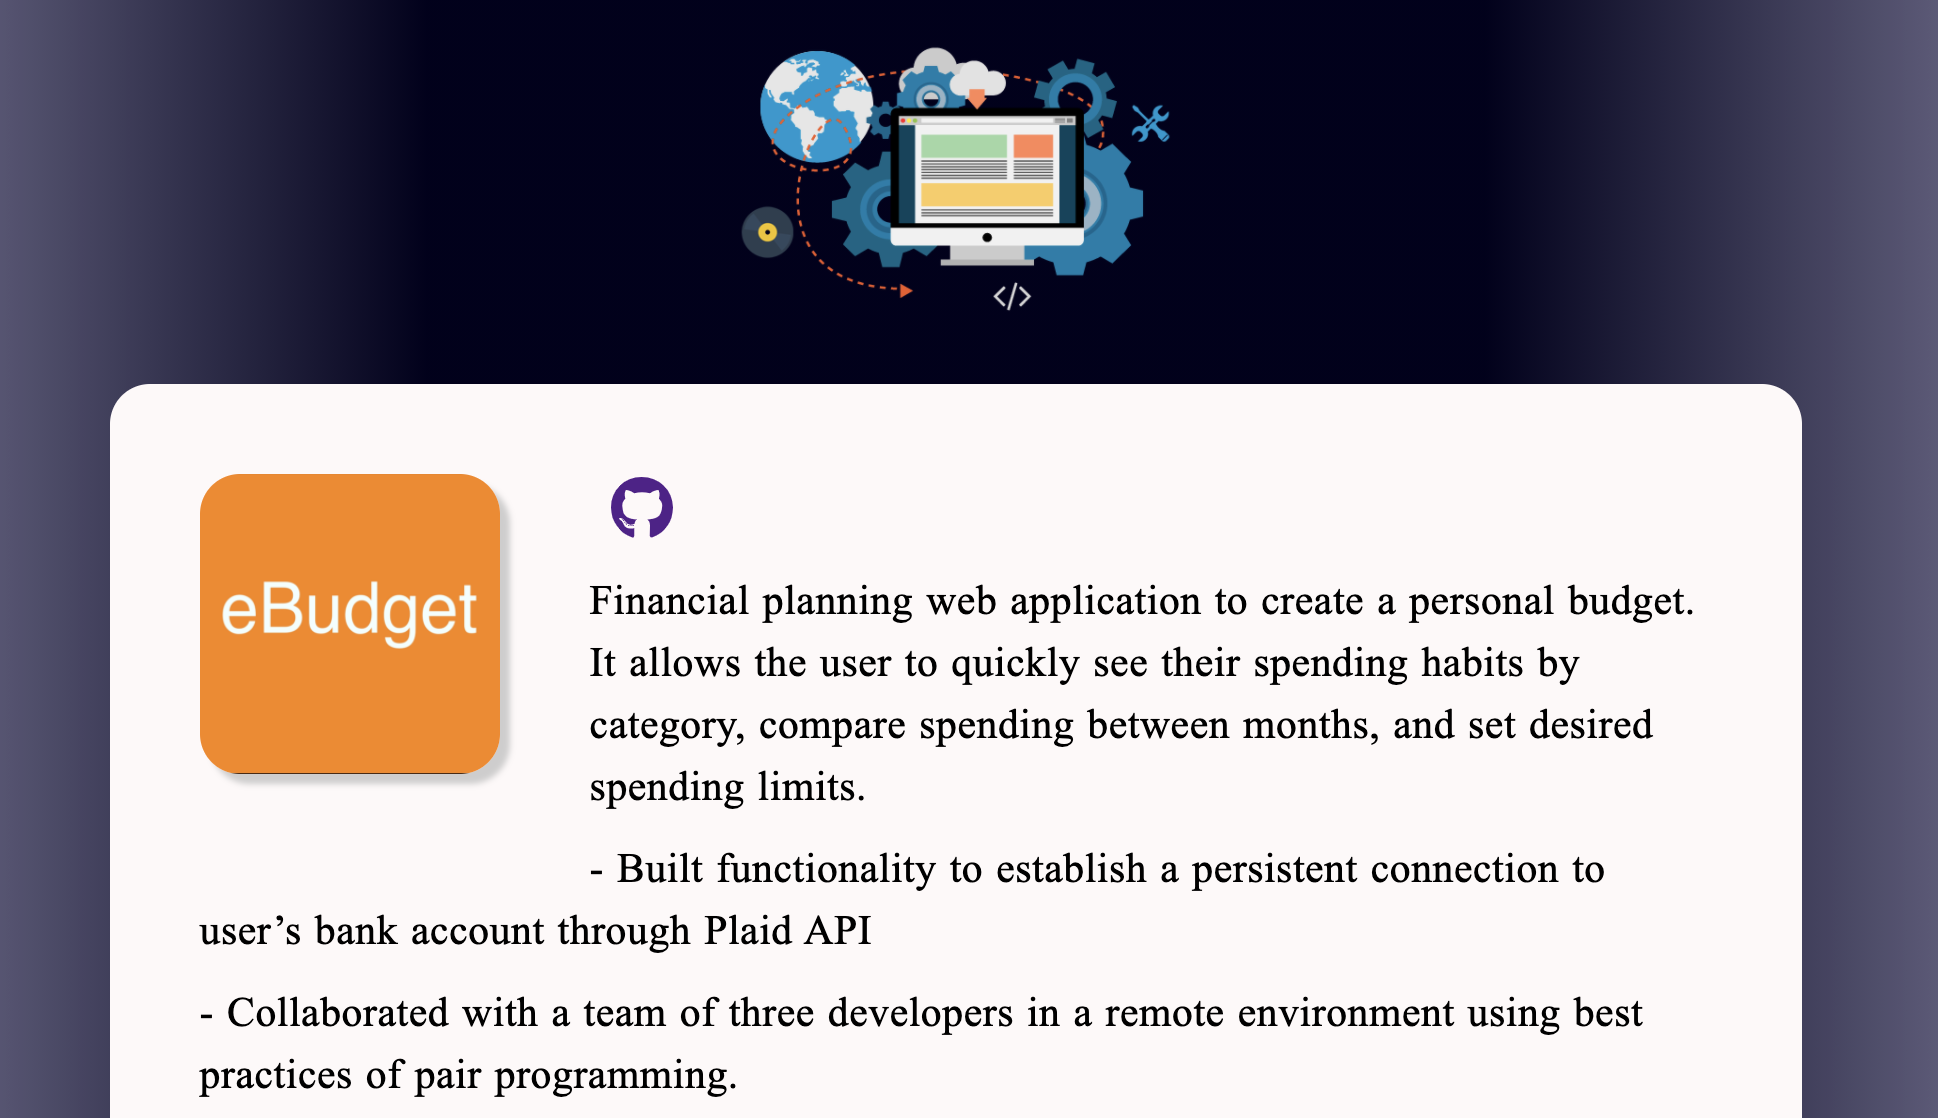 </>
eBudget
Financial planning web application to create a personal budget.
It allows the user to quickly see their spending habits by
category, compare spending between months, and set desired
spending limits.
- Built functionality to establish a persistent connection to
user’s bank account through Plaid API
- Collaborated with a team of three developers in a remote environment using best
practices of pair programming.